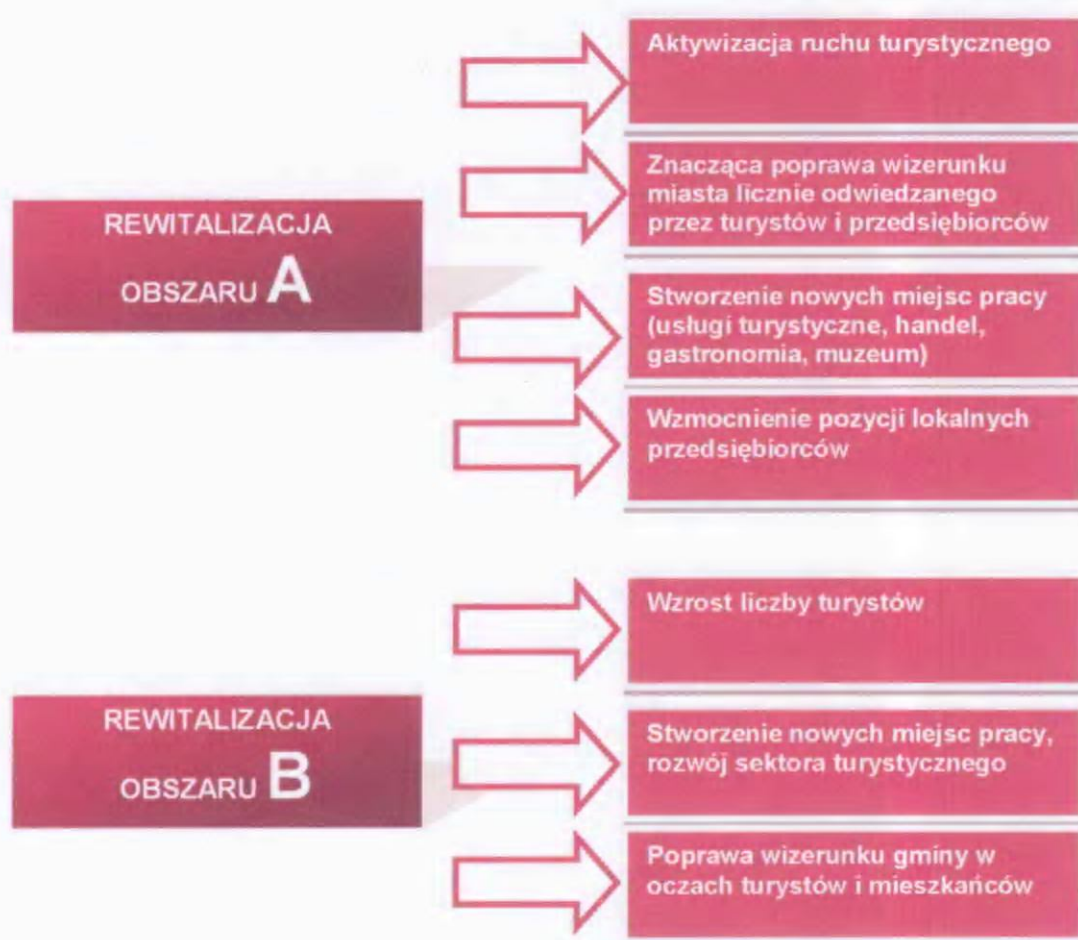 REWITALIZACJA
OBSZARU A
Aktywizacja ruchu turystycznego
Znacząca poprawa wizerunku
miasta licznie odwiedzanego
przez turystów i przedsiębiorców
Stworzenie nowych miejsc pracy
(usługi turystyczne, handel,
gastronomia, muzeum)
Wzmocnienie pozycji lokalnych
przedsiębiorców
REWITALIZACJA
OBSZARU B
Wzrost liczby turystów
Stworzenie nowych miejsc pracy,
rozwój sektora turystycznego
Poprawa wizerunku gminy w
oczach turystów i mieszkańców